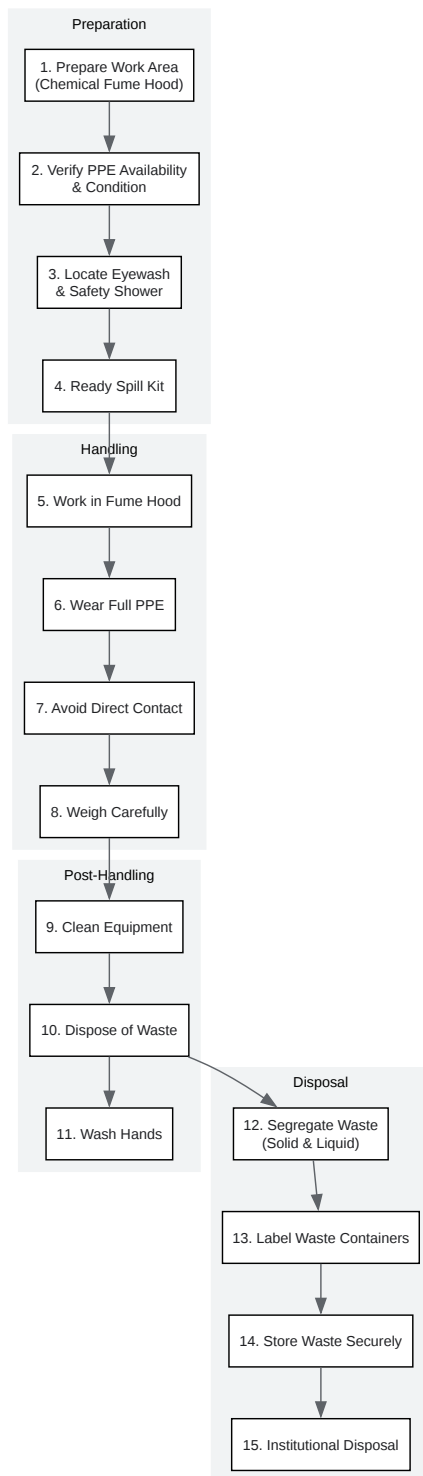 Preparation
1. Prepare Work Area
(Chemical Fume Hood)
2. Verify PPE Availability
& Condition
3. Locate Eyewash
& Safety Shower
4. Ready Spill Kit
Handling
5. Work in Fume Hood
6. Wear Full PPE
7. Avoid Direct Contact
8. Weigh Carefully
Post-Handling
9. Clean Equipment
10. Dispose of Waste
11. Wash Hands
Disposal
12. Segregate Waste
(Solid & Liquid)
13. Label Waste Containers
14. Store Waste Securely
15. Institutional Disposal